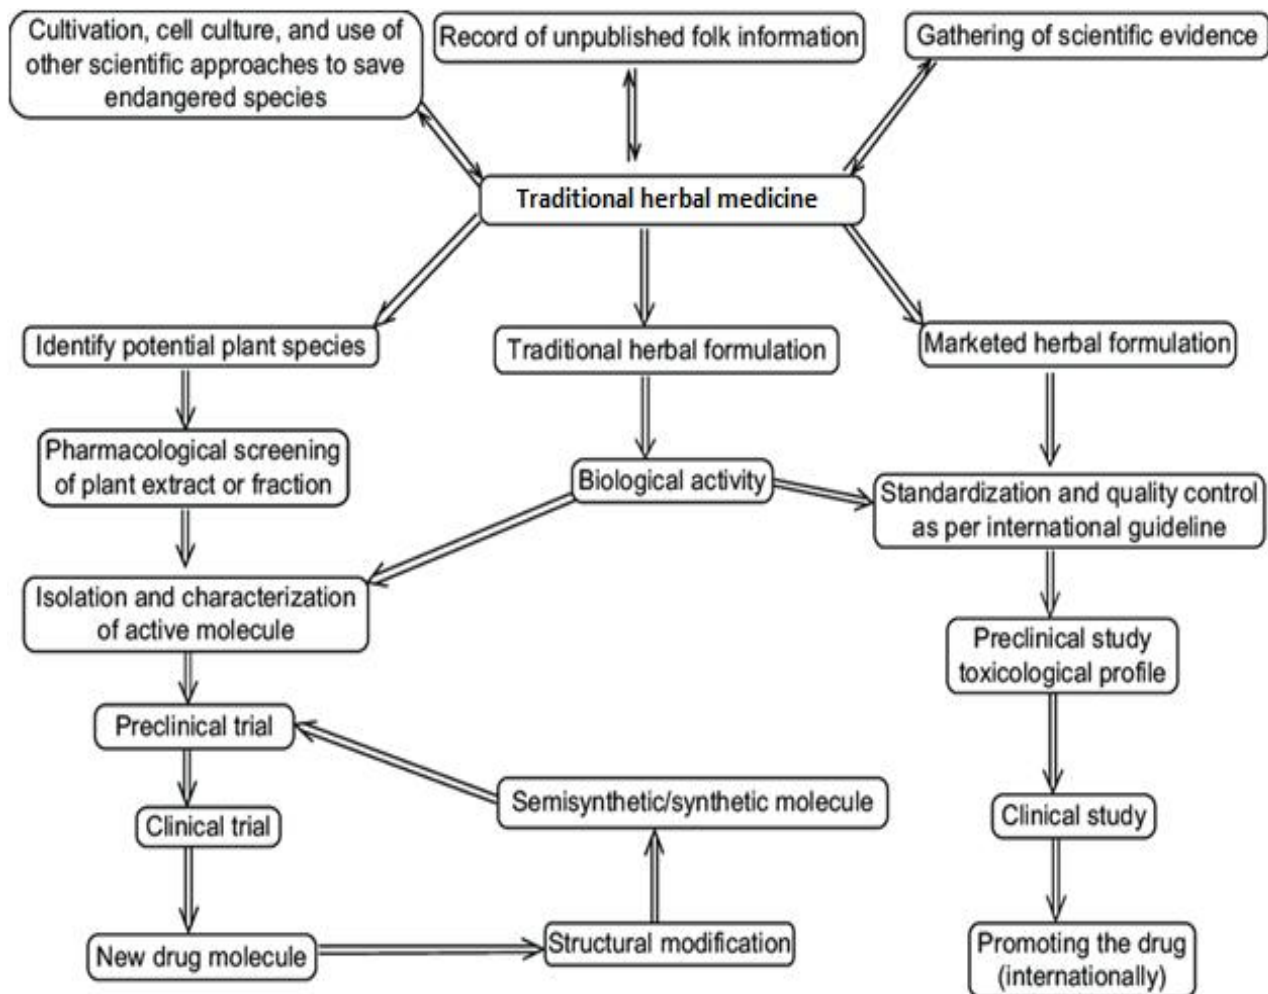 Cultivation, cell culture, and use of
other scientific approaches to save
endangered species
Record of unpublished folk information
Gathering of scientific evidence
Traditional herbal medicine
Identify potential plant species
Traditional herbal formulation
Marketed herbal formulation
Pharmacological screening
of plant extract or fraction
Biological activity
Standardization and quality control
as per international guideline
Isolation and characterization
of active molecule
Preclinical study
toxicological profile
Preclinical trial
Semisynthetic/synthetic molecule
Clinical trial
Clinical study
New drug molecule
Structural modification
Promoting the drug
(internationally)